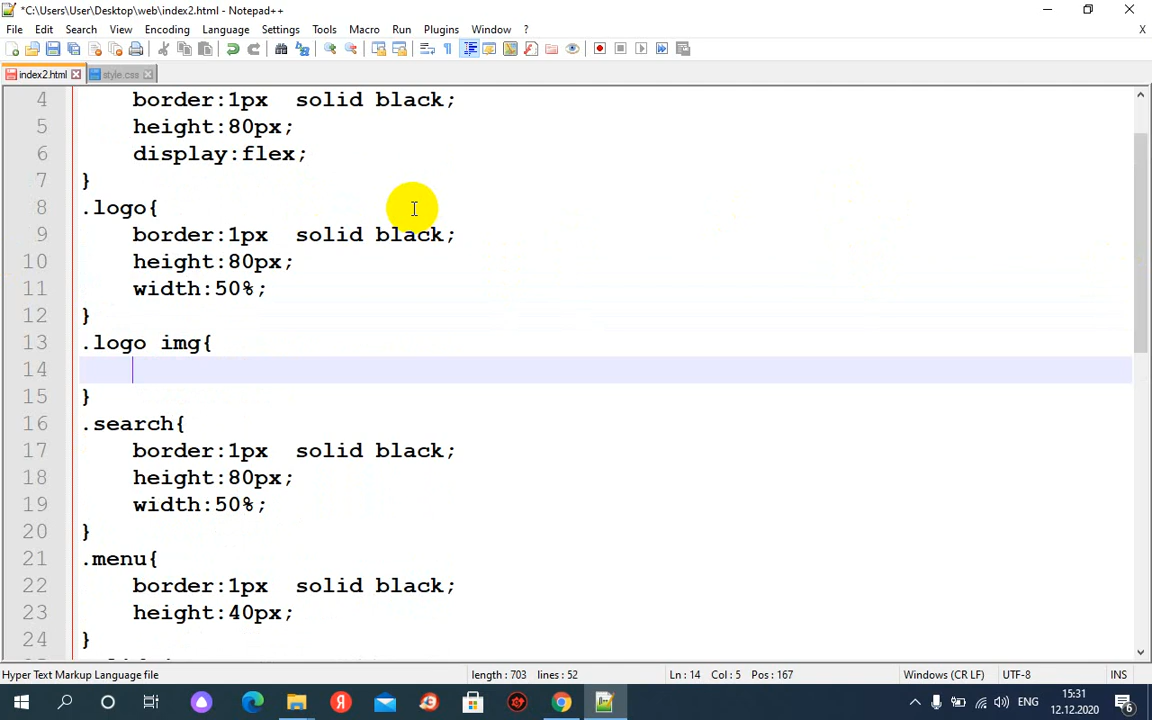 *C:\Users\User\Desktop\web\index2.html - Notepad++
File Edit Search View Encoding Language Settings Tools Macro Run Plugins Window ? X
index2.html style.css
4 border:1px  solid black;
5 height:80px;
6 display:flex;
7 }
8 .logo{
9 border:1px  solid black;
10 height:80px;
11 width:50%;
12 }
13 .logo img{
14
15 }
16 .search{
17 border:1px  solid black;
18 height:80px;
19 width:50%;
20 }
21 .menu{
22 border:1px  solid black;
23 height:40px;
24 }
Hyper Text Markup Language file length : 703 lines : 52 Ln : 14 Col : 5 Pos : 167 Windows (CR LF) UTF-8 INS
ENG 15:31
12.12.2020 6